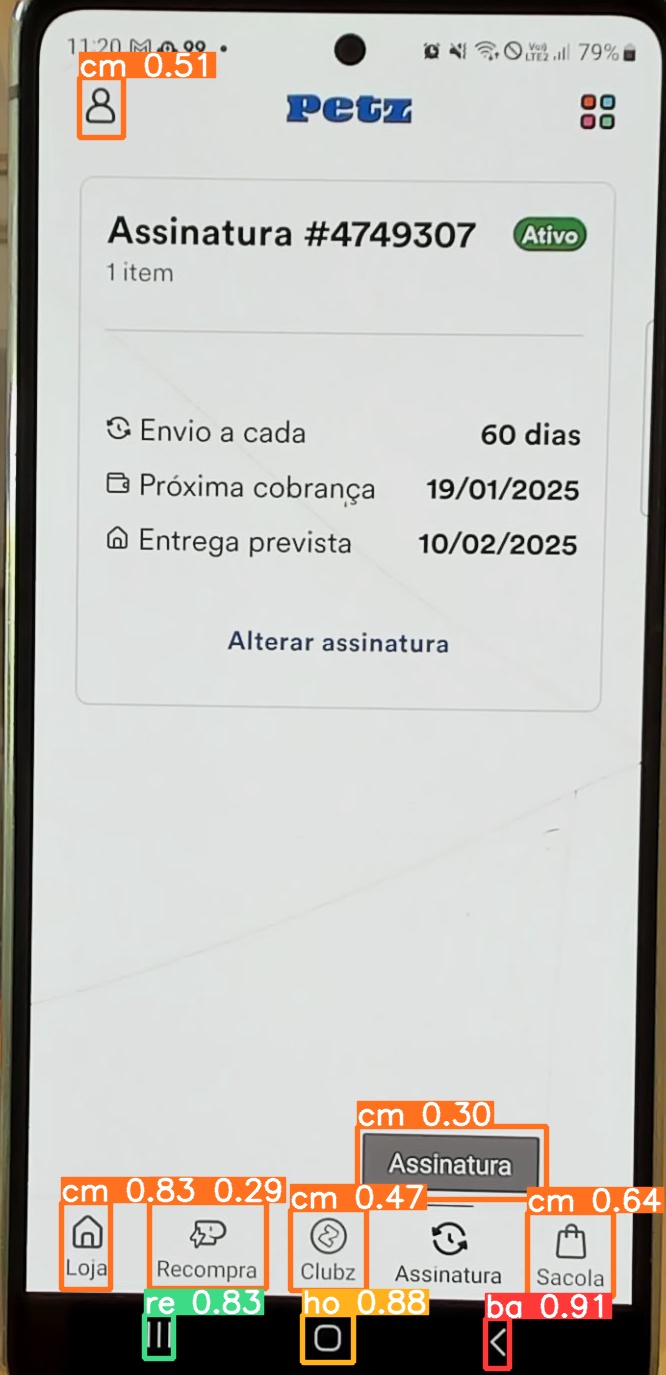 11:20 99 79%
cm 0.51
Petz
Assinatura #4749307 Ativo
1 item
Envio a cada 60 dias
Próxima cobrança 19/01/2025
Entrega prevista 10/02/2025
Alterar assinatura
cm 0.30
Assinatura
cm 0.83 0.29 cm 0.47 cm 0.64
Loja Recompra Clubz Assinatura Sacola
re 0.83 ho 0.88 ba 0.91